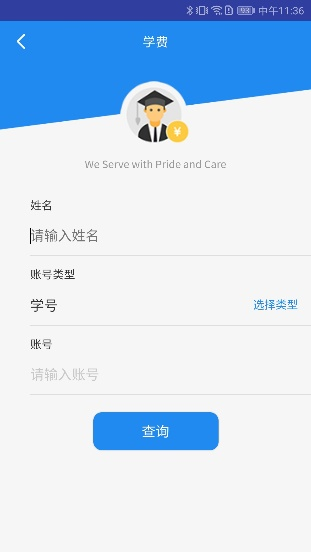 98 中午11:36
学费
¥
We Serve with Pride and Care
姓名
请输入姓名
账号类型
学号 选择类型
账号
请输入账号
查询